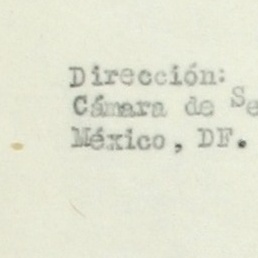 Dirección:
Cámara de Se
México, DF.